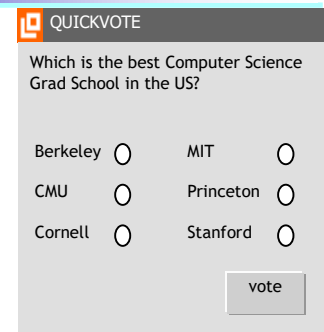 QUICKVOTE
Which is the best Computer Science
Grad School in the US?
Berkeley MIT
CMU Princeton
Cornell Stanford
vote